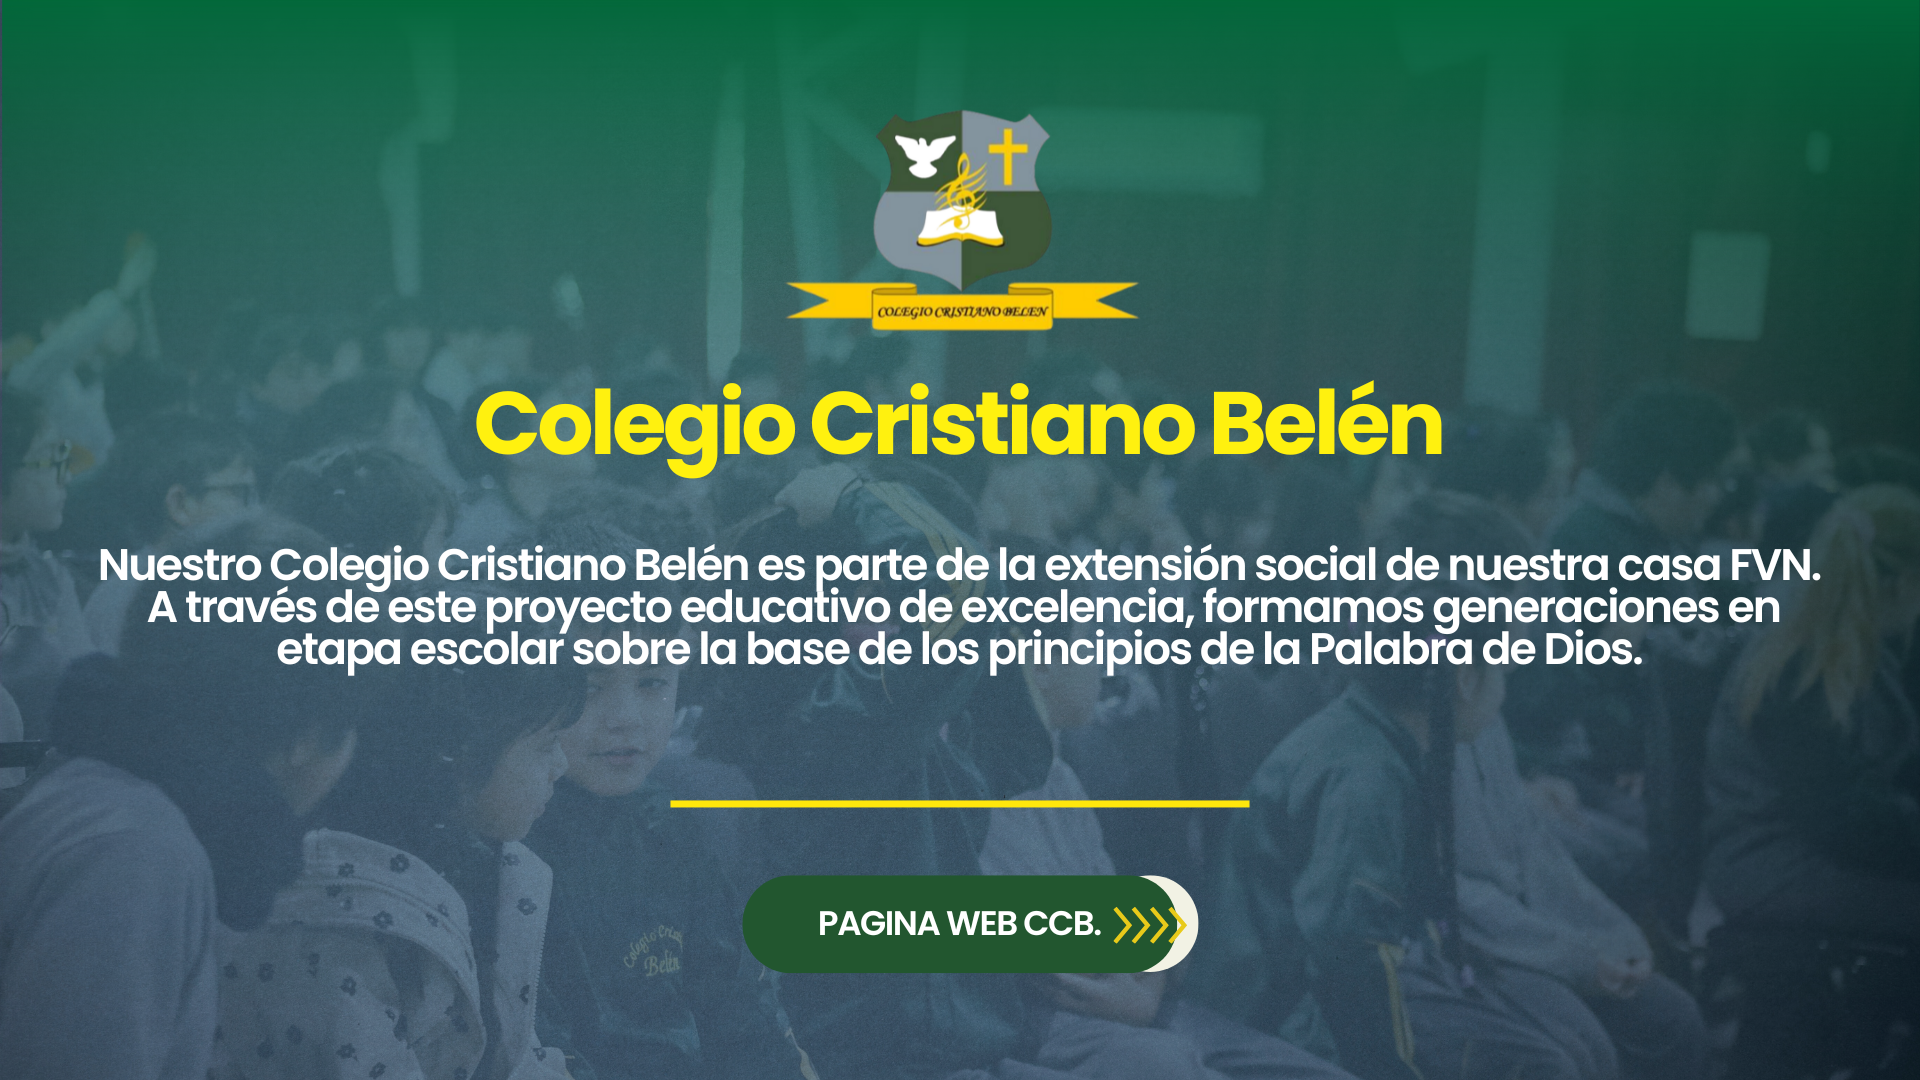 COLEGIO CRISTIANO BELEN
Colegio Cristiano Belén
Nuestro Colegio Cristiano Belén es parte de la extensión social de nuestra casa FVN.
A través de este proyecto educativo de excelencia, formamos generaciones en
etapa escolar sobre la base de los principios de la Palabra de Dios.
PAGINA WEB CCB.
Belén